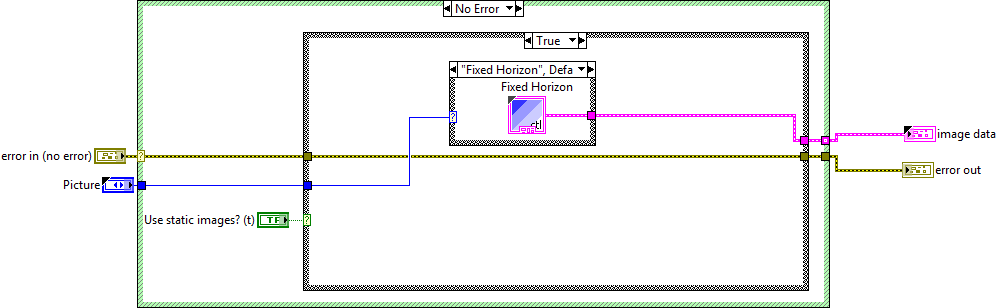 No Error
True
"Fixed Horizon", Defa
Fixed Horizon
ctl
?
image data
error in (no error)
?
error out
Picture
Use static images? (t)
TF
?